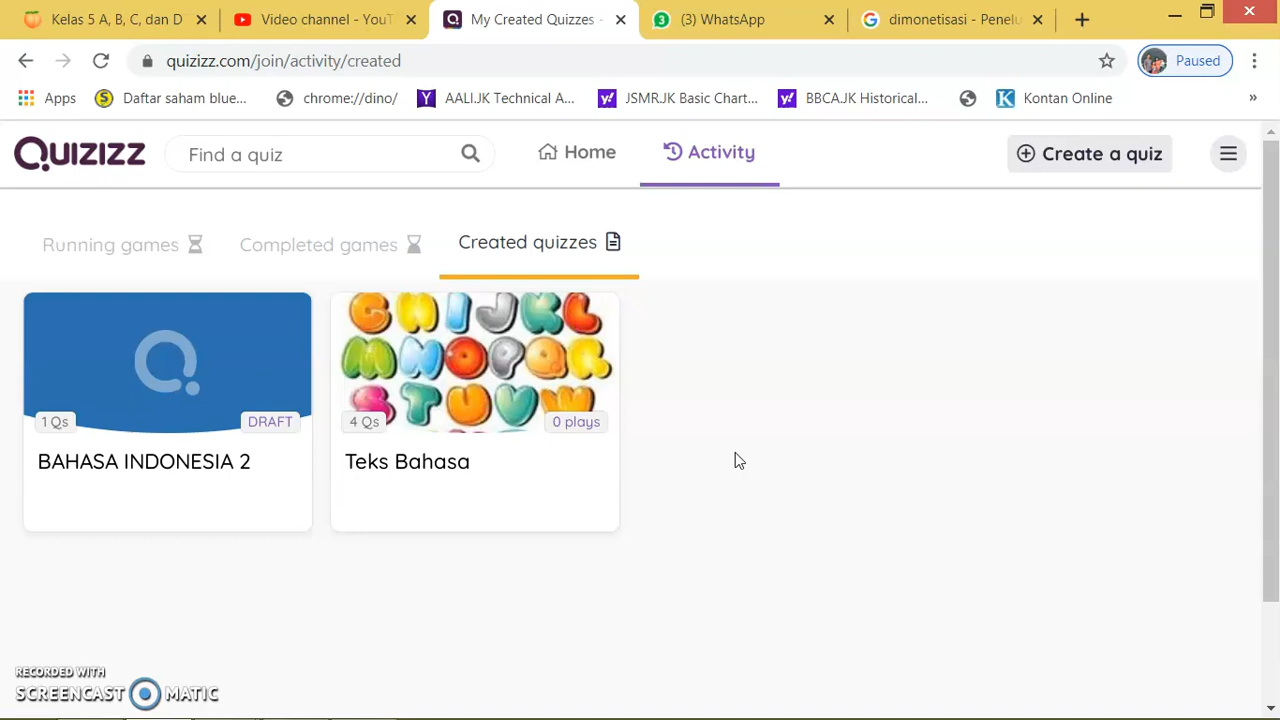 Kelas 5 A, B, C, dan D
Video channel - YouT
My Created Quizzes -
(3) WhatsApp
dimonetisasi - Penelu
quizizz.com/join/activity/created
Paused
Apps
Daftar saham blue...
chrome://dino/
AALI.JK Technical A...
JSMR.JK Basic Chart...
BBCA.JK Historical...
Kontan Online
Quizizz
Find a quiz
Home
Activity
Create a quiz
Running games
Completed games
Created quizzes
G H I J K L
M N O P Q R
S T U V W
1 Qs
DRAFT
4 Qs
0 plays
BAHASA INDONESIA 2
Teks Bahasa
RECORDED WITH
SCREENCAST MATIC